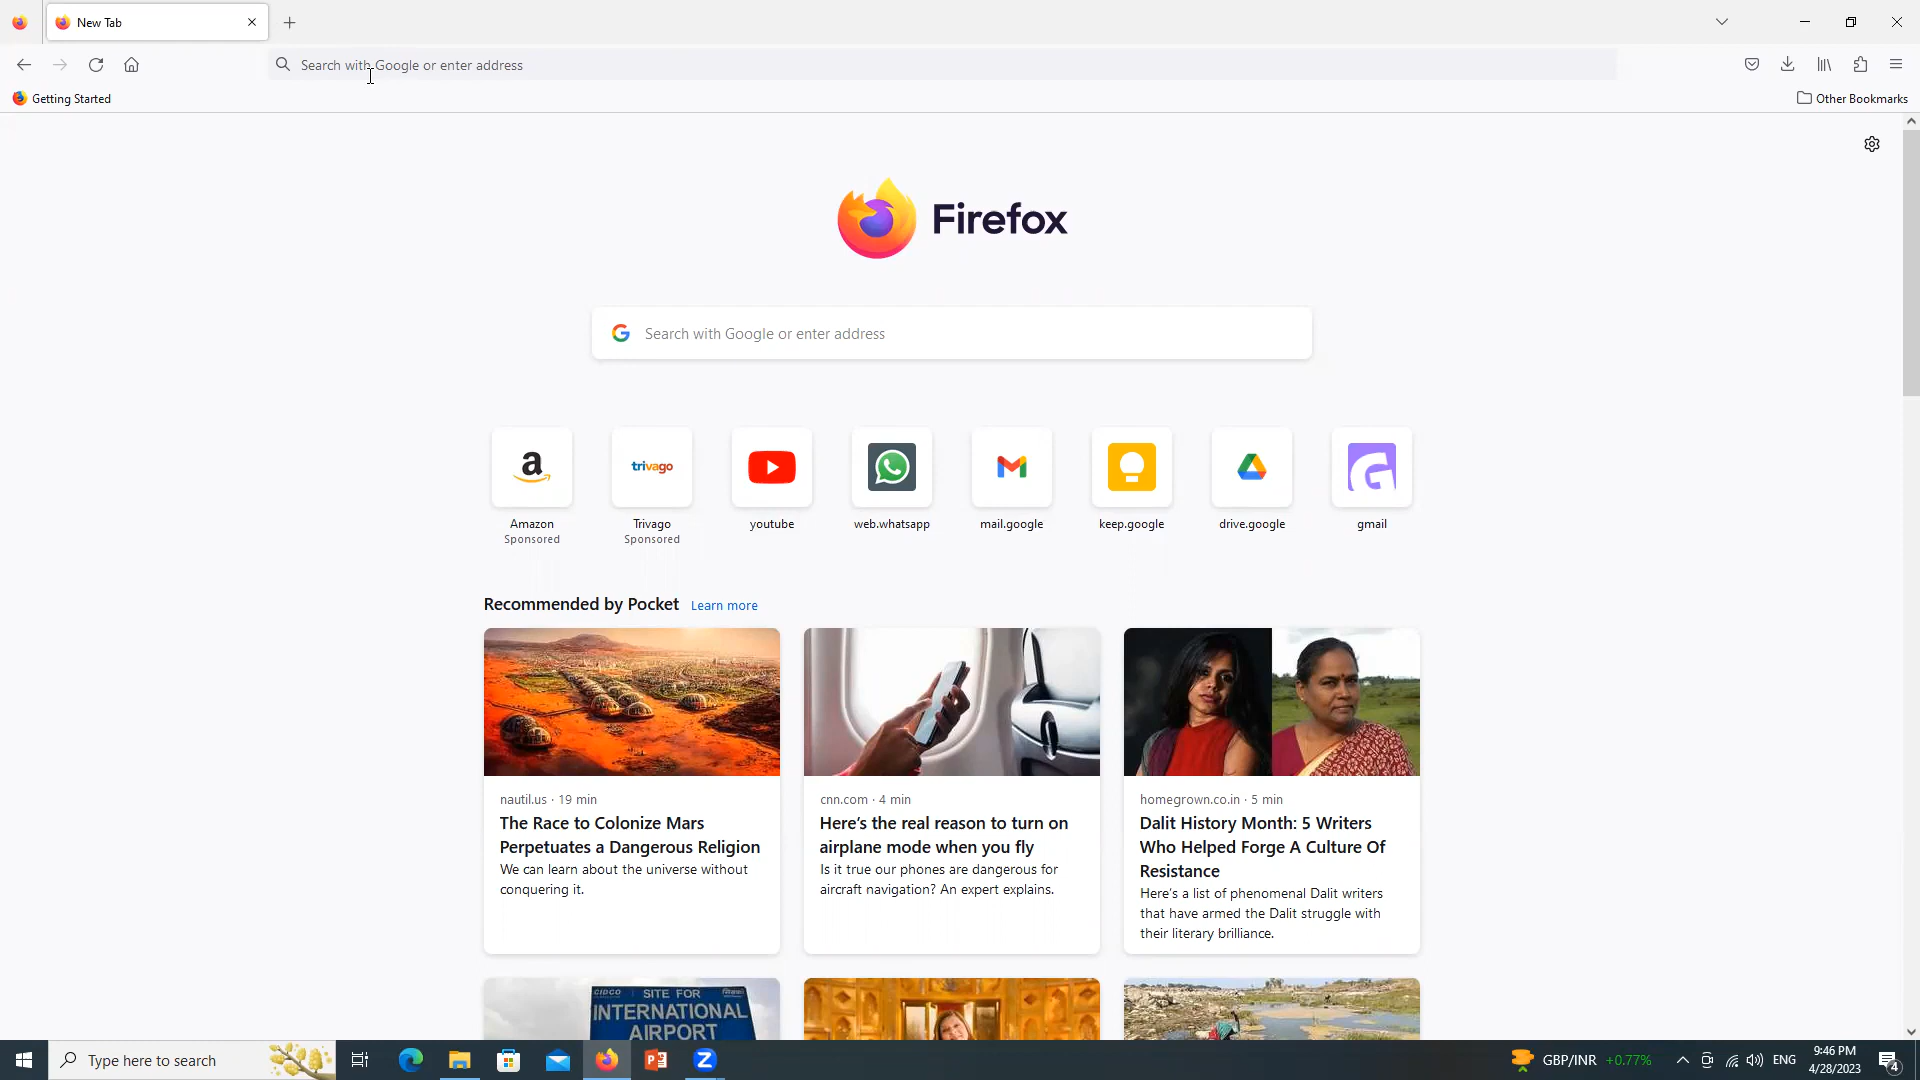 New Tab
Search with Google or enter address
Getting Started
Other Bookmarks
Firefox
Search with Google or enter address
a
trivago
Amazon
Sponsored
Trivago
Sponsored
youtube
web.whatsapp
mail.google
keep.google
drive.google
gmail
Recommended by Pocket Learn more
nautil.us · 19 min
The Race to Colonize Mars
Perpetuates a Dangerous Religion
We can learn about the universe without
conquering it.
cnn.com · 4 min
Here’s the real reason to turn on
airplane mode when you fly
Is it true our phones are dangerous for
aircraft navigation? An expert explains.
homegrown.co.in · 5 min
Dalit History Month: 5 Writers
Who Helped Forge A Culture Of
Resistance
Here’s a list of phenomenal Dalit writers
that have armed the Dalit struggle with
their literary brilliance.
CIDCO
SITE FOR
INTERNATIONAL
AIRPORT
Type here to search
GBP/INR +0.77%
ENG
9:46 PM
4/28/2023
4